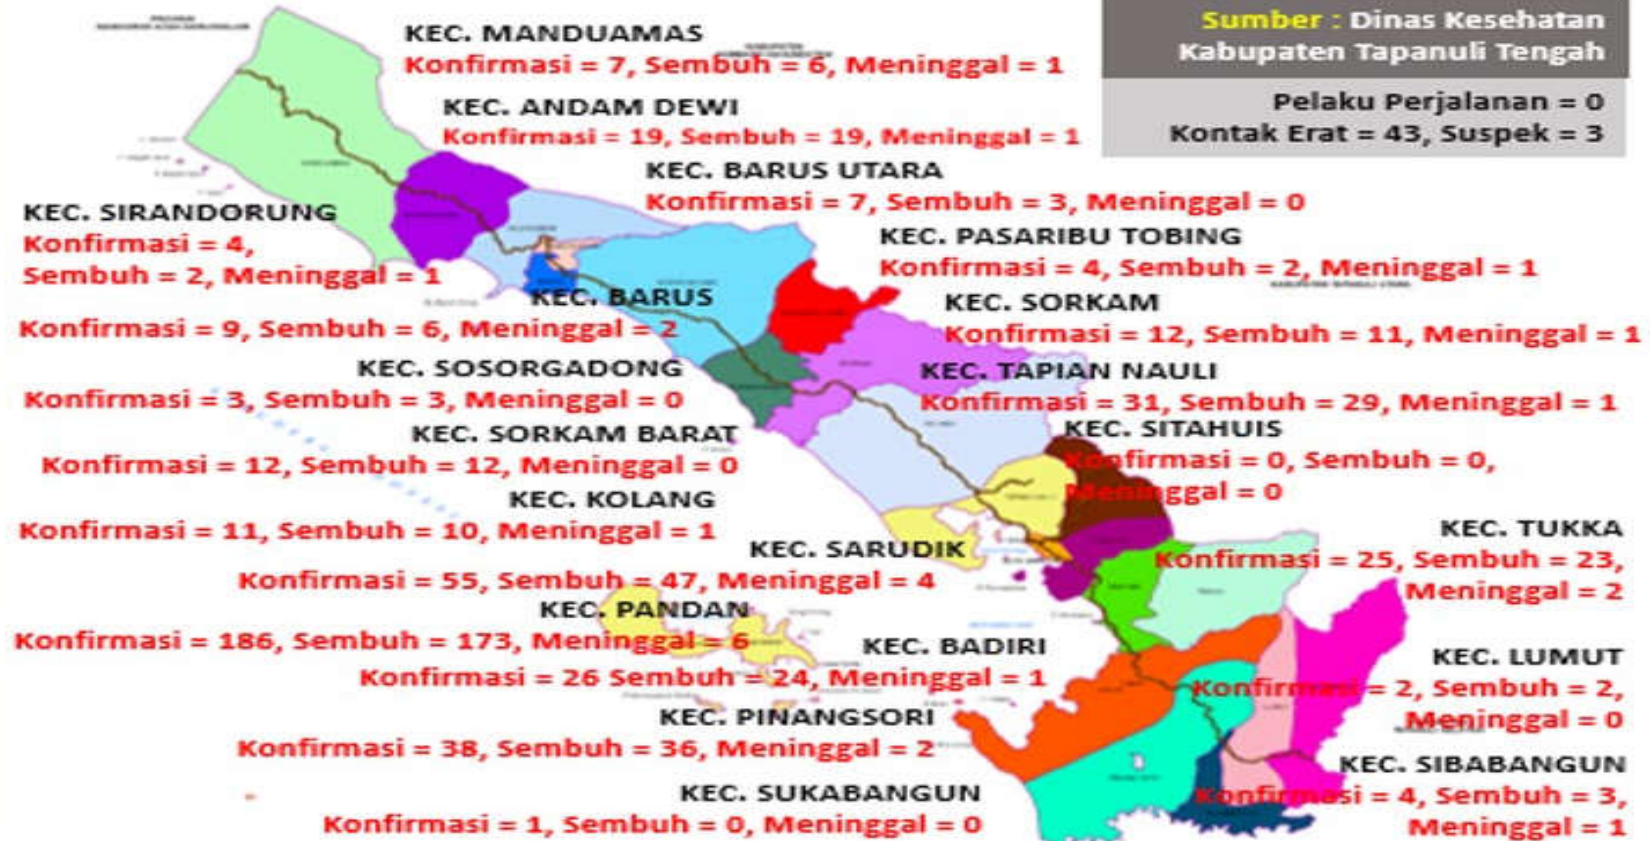 Sumber : Dinas Kesehatan
Kabupaten Tapanuli Tengah
Pelaku Perjalanan = 0
Kontak Erat = 43, Suspek = 3
KEC. MANDUAMAS
Konfirmasi = 7, Sembuh = 6, Meninggal = 1
KEC. ANDAM DEWI
Konfirmasi = 19, Sembuh = 19, Meninggal = 1
KEC. BARUS UTARA
Konfirmasi = 7, Sembuh = 3, Meninggal = 0
KEC. SIRANDORUNG
Konfirmasi = 4,
Sembuh = 2, Meninggal = 1
KEC. PASARIBU TOBING
Konfirmasi = 4, Sembuh = 2, Meninggal = 1
KEC. BARUS
Konfirmasi = 9, Sembuh = 6, Meninggal = 2
KEC. SORKAM
Konfirmasi = 12, Sembuh = 11, Meninggal = 1
KEC. SOSORGADONG
Konfirmasi = 3, Sembuh = 3, Meninggal = 0
KEC. TAPIAN NAULI
Konfirmasi = 31, Sembuh = 29, Meninggal = 1
KEC. SORKAM BARAT
Konfirmasi = 12, Sembuh = 12, Meninggal = 0
KEC. SITAHUIS
Konfirmasi = 0, Sembuh = 0,
Meninggal = 0
KEC. KOLANG
Konfirmasi = 11, Sembuh = 10, Meninggal = 1
KEC. TUKKA
Konfirmasi = 25, Sembuh = 23,
Meninggal = 2
KEC. SARUDIK
Konfirmasi = 55, Sembuh = 47, Meninggal = 4
KEC. PANDAN
Konfirmasi = 186, Sembuh = 173, Meninggal = 6
KEC. BADIRI
Konfirmasi = 26 Sembuh = 24, Meninggal = 1
KEC. LUMUT
Konfirmasi = 2, Sembuh = 2,
Meninggal = 0
KEC. PINANGSORI
Konfirmasi = 38, Sembuh = 36, Meninggal = 2
KEC. SIBABANGUN
Konfirmasi = 4, Sembuh = 3,
Meninggal = 1
KEC. SUKABANGUN
Konfirmasi = 1, Sembuh = 0, Meninggal = 0